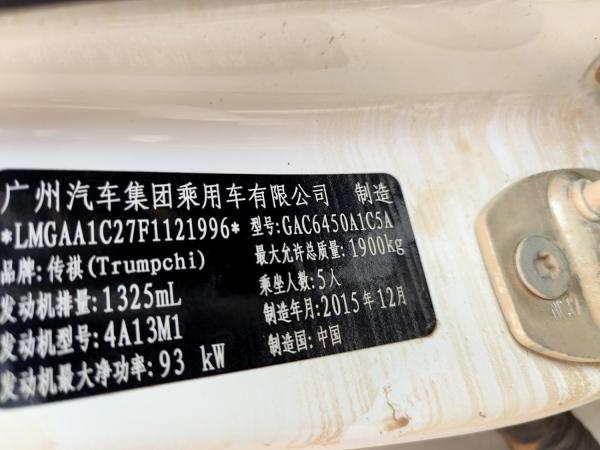 广州汽车集团乘用车有限公司 制造
*LMGAA1C27F1121996* 型号:GAC6450A1C5A
品牌:传祺(Trumpchi) 最大允许总质量:1900kg
发动机排量:1325mL 乘坐人数:5人
发动机型号:4A13M1 制造年月:2015年12月
发动机最大净功率:93 kW 制造国:中国